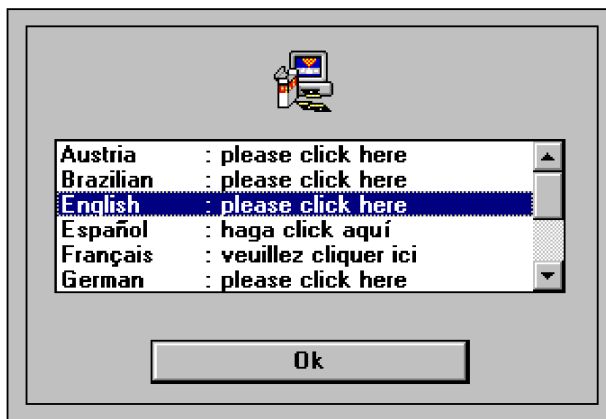 Austria : please click here
Brazilian : please click here
English : please click here
Español : haga click aquí
Français : veuillez cliquer ici
German : please click here
Ok